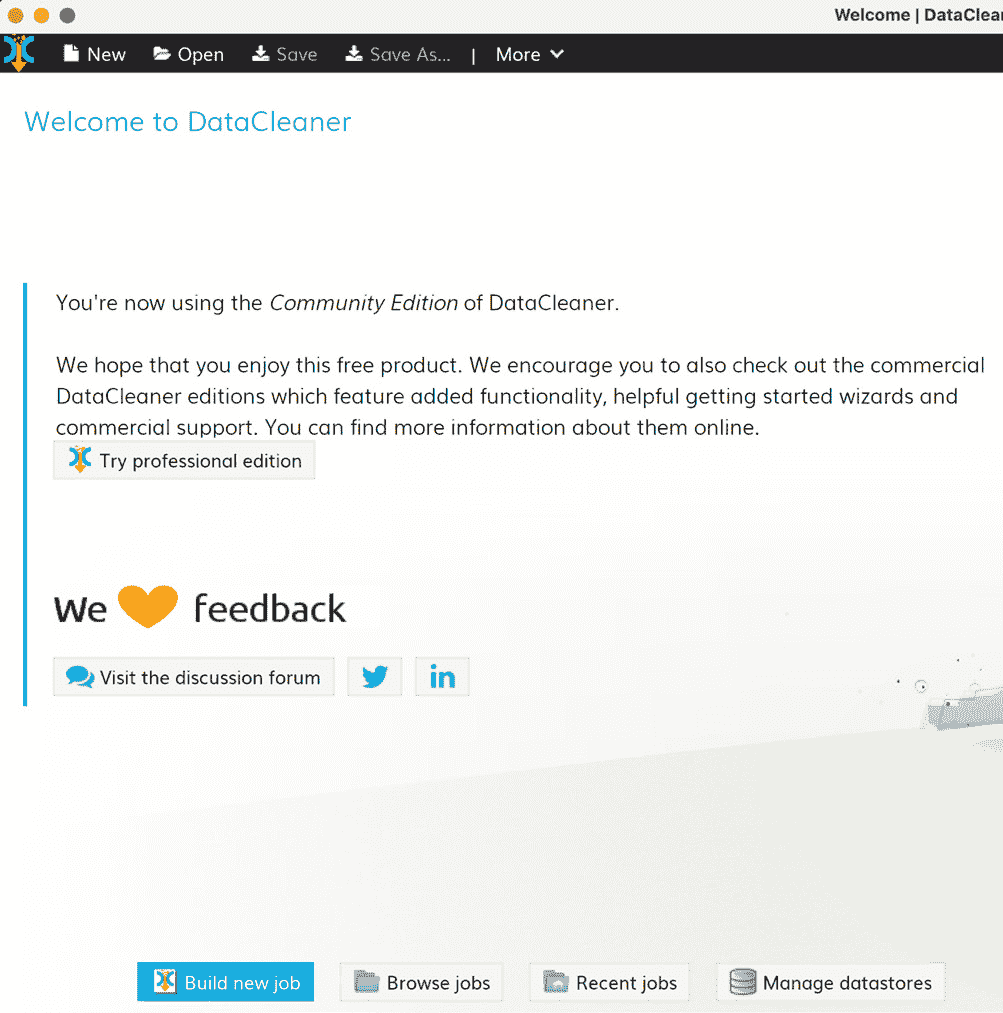 Welcome | DataClean
New Open Save Save As... | More
Welcome to DataCleaner
You're now using the Community Edition of DataCleaner.
We hope that you enjoy this free product. We encourage you to also check out the commercial
DataCleaner editions which feature added functionality, helpful getting started wizards and
commercial support. You can find more information about them online.
Try professional edition
We feedback
Visit the discussion forum in
Build new job Browse jobs Recent jobs Manage datastores